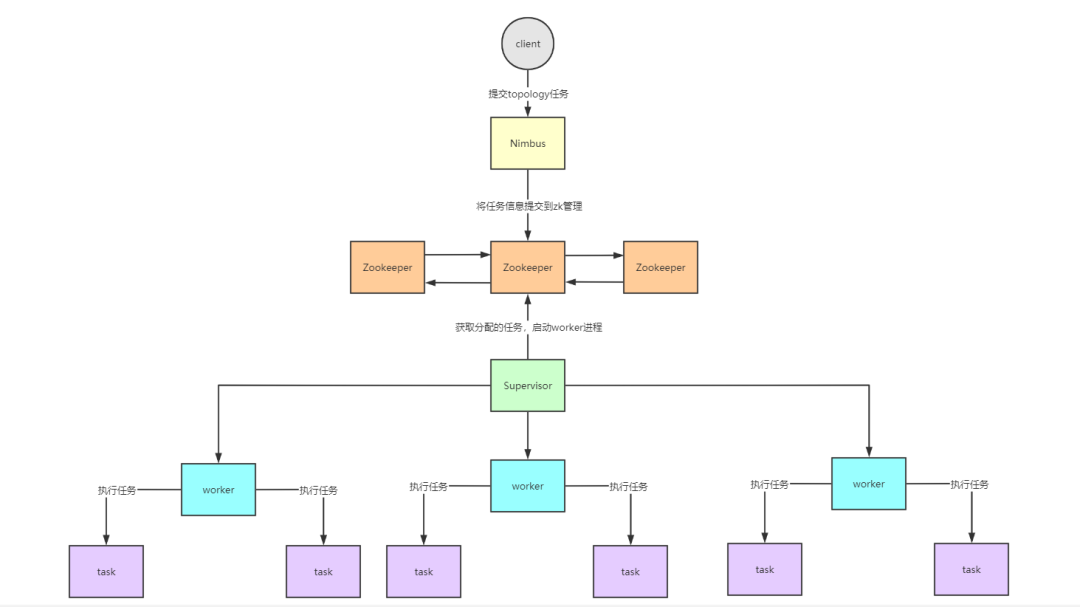 client
提交topology任务
Nimbus
将任务信息提交到zk管理
Zookeeper
Zookeeper
Zookeeper
获取分配的任务，启动worker进程
Supervisor
worker
worker
worker
执行任务
执行任务
执行任务
执行任务
执行任务
执行任务
task
task
task
task
task
task